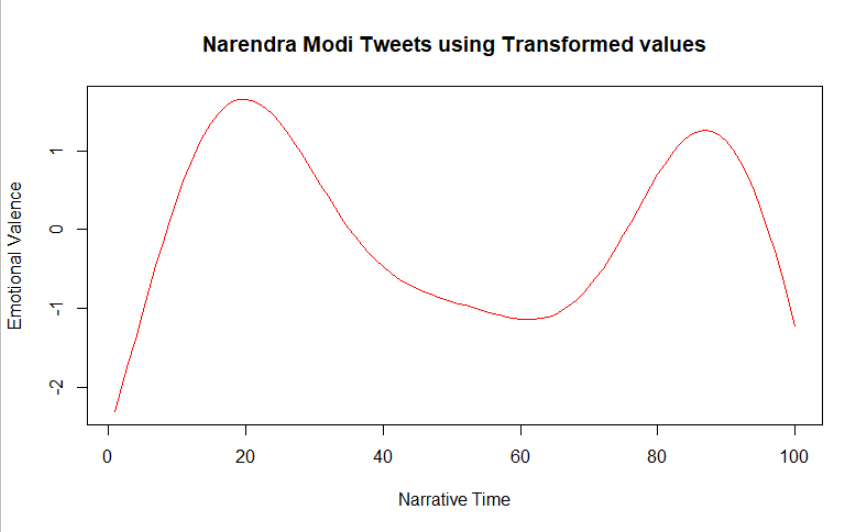 Narendra Modi Tweets using Transformed values
Emotional Valence
1
0
-1
-2
0 20 40 60 80 100
Narrative Time